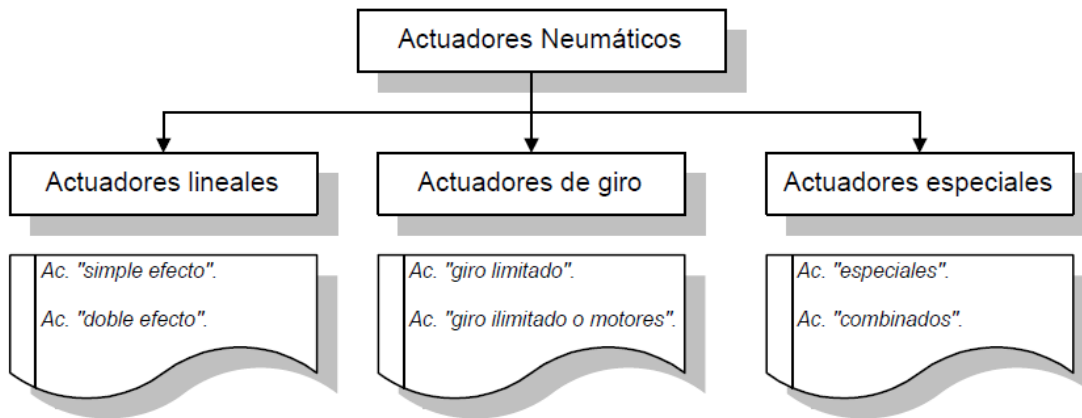 Actuadores Neumáticos
Actuadores lineales
Ac. "simple efecto".
Ac. "doble efecto".
Actuadores de giro
Ac. "giro limitado".
Ac. "giro ilimitado o motores".
Actuadores especiales
Ac. "especiales".
Ac. "combinados".